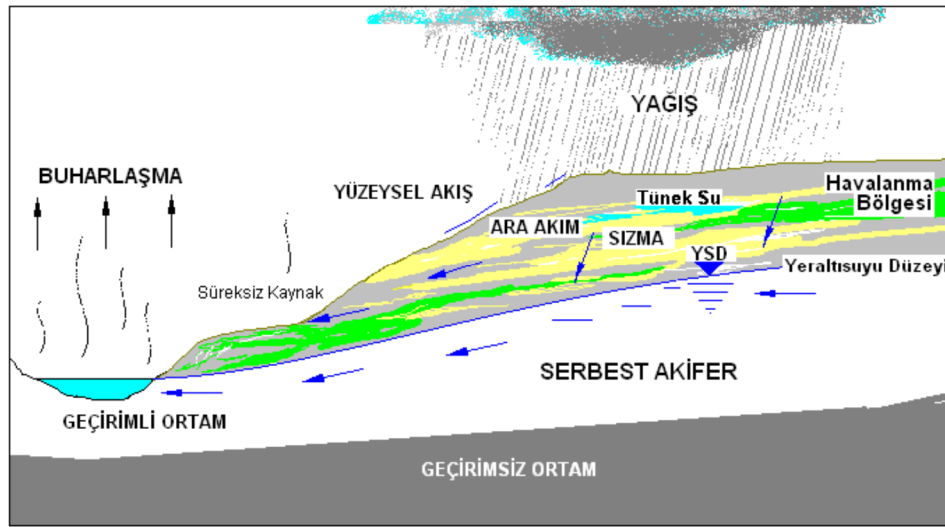 YAĞIŞ
BUHARLAŞMA
YÜZEYSEL AKIŞ
Havalanma
Bölgesi
Tünek Su
ARA AKIM
SIZMA
YSD
Yeraltısuyu Düzeyi
Süreksiz Kaynak
SERBEST AKİFER
GEÇİRİMLİ ORTAM
GEÇİRİMSİZ ORTAM